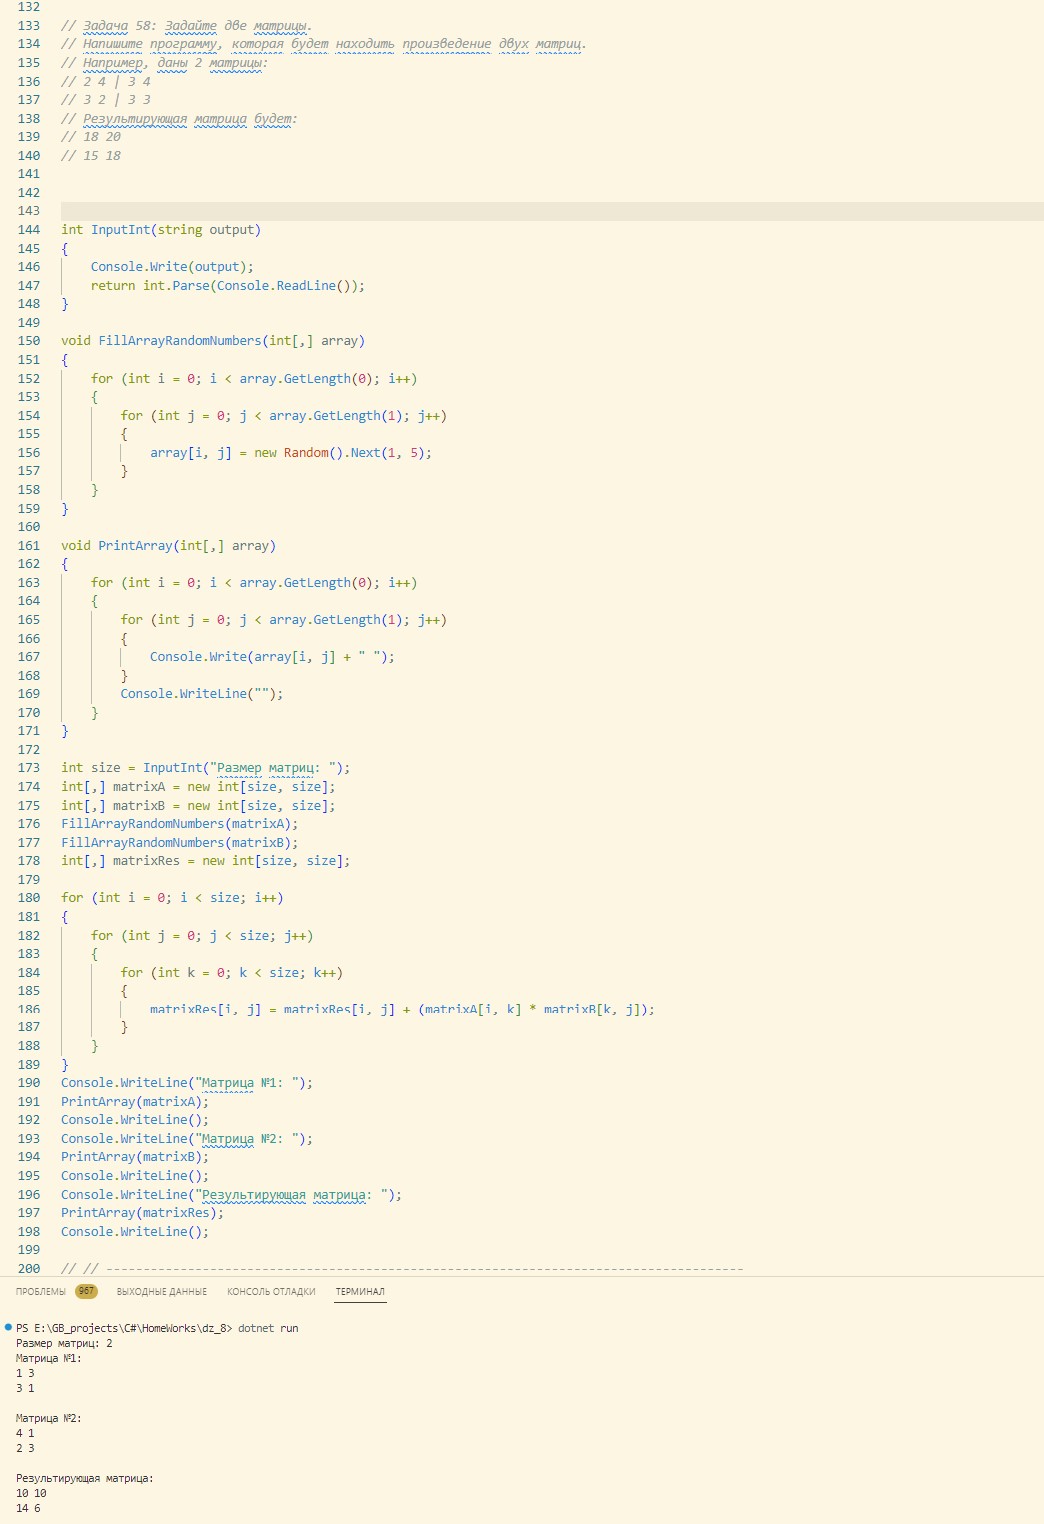 132
133 // Задача 58: Задайте две матрицы.
134 // Напишите программу, которая будет находить произведение двух матриц.
135 // Например, даны 2 матрицы:
136 // 2 4 | 3 4
137 // 3 2 | 3 3
138 // Результирующая матрица будет:
139 // 18 20
140 // 15 18
141
142
143
144 int InputInt(string output)
145 {
146     Console.Write(output);
147     return int.Parse(Console.ReadLine());
148 }
149
150 void FillArrayRandomNumbers(int[,] array)
151 {
152     for (int i = 0; i < array.GetLength(0); i++)
153     {
154         for (int j = 0; j < array.GetLength(1); j++)
155         {
156             array[i, j] = new Random().Next(1, 5);
157         }
158     }
159 }
160
161 void PrintArray(int[,] array)
162 {
163     for (int i = 0; i < array.GetLength(0); i++)
164     {
165         for (int j = 0; j < array.GetLength(1); j++)
166         {
167             Console.Write(array[i, j] + " ");
168         }
169         Console.WriteLine("");
170     }
171 }
172
173 int size = InputInt("Размер матриц: ");
174 int[,] matrixA = new int[size, size];
175 int[,] matrixB = new int[size, size];
176 FillArrayRandomNumbers(matrixA);
177 FillArrayRandomNumbers(matrixB);
178 int[,] matrixRes = new int[size, size];
179
180 for (int i = 0; i < size; i++)
181 {
182     for (int j = 0; j < size; j++)
183     {
184         for (int k = 0; k < size; k++)
185         {
186             matrixRes[i, j] = matrixRes[i, j] + (matrixA[i, k] * matrixB[k, j]);
187         }
188     }
189 }
190 Console.WriteLine("Матрица №1: ");
191 PrintArray(matrixA);
192 Console.WriteLine();
193 Console.WriteLine("Матрица №2: ");
194 PrintArray(matrixB);
195 Console.WriteLine();
196 Console.WriteLine("Результирующая матрица: ");
197 PrintArray(matrixRes);
198 Console.WriteLine();
199
200 // // -------------------------------------------------------------------------------------
ПРОБЛЕМЫ 967 ВЫХОДНЫЕ ДАННЫЕ КОНСОЛЬ ОТЛАДКИ ТЕРМИНАЛ
PS E:\GB_projects\C#\HomeWorks\dz_8> dotnet run
Размер матриц: 2
Матрица №1:
1 3
3 1
Матрица №2:
4 1
2 3
Результирующая матрица:
10 10
14 6